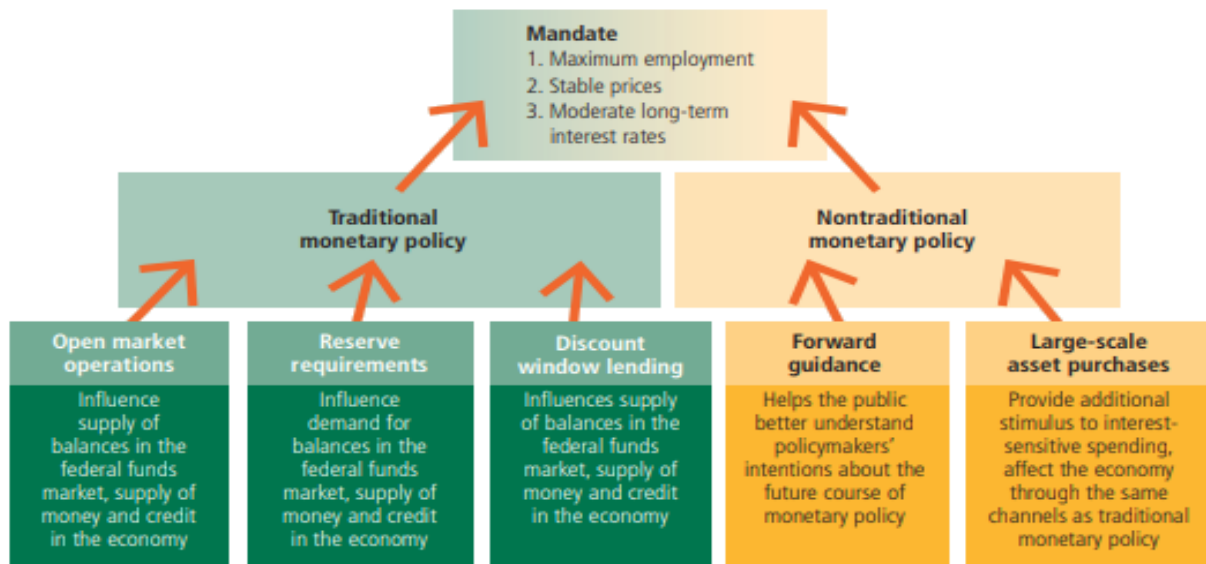 Mandate
1. Maximum employment
2. Stable prices
3. Moderate long-term
interest rates
Traditional
monetary policy
Nontraditional
monetary policy
Open market
operations
Influence
supply of
balances in the
federal funds
market, supply of
money and credit
in the economy
Reserve
requirements
Influence
demand for
balances in the
federal funds
market, supply of
money and credit
in the economy
Discount
window lending
Influences supply
of balances in the
federal funds
market, supply of
money and credit
in the economy
Forward
guidance
Helps the public
better understand
policymakers’
intentions about the
future course of
monetary policy
Large-scale
asset purchases
Provide additional
stimulus to interest-
sensitive spending,
affect the economy
through the same
channels as traditional
monetary policy